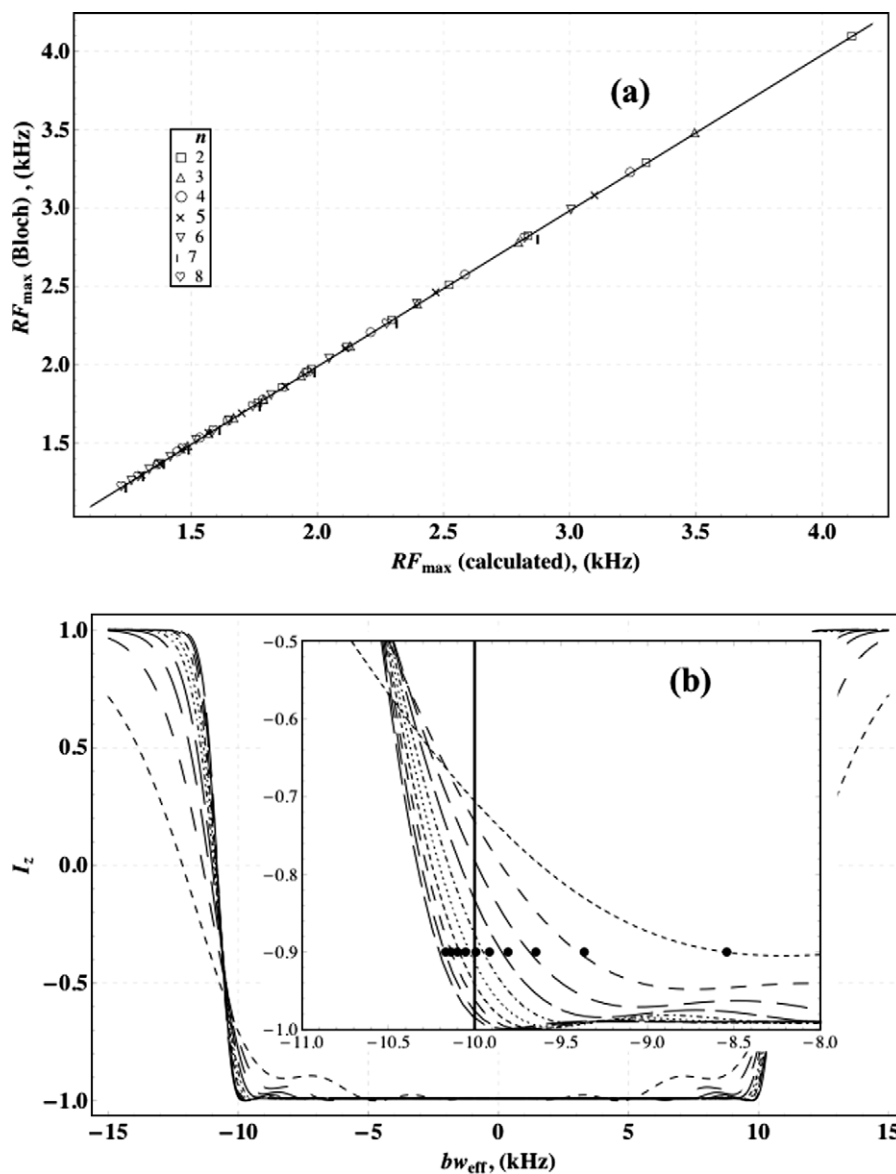 4.0
(a)
3.5
n
2
3
4
5
6
7
8
3.0
2.5
2.0
1.5
RFmax (Bloch) , (kHz)
1.5 2.0 2.5 3.0 3.5 4.0
RFmax (calculated), (kHz)
1.0
-0.5
(b)
-0.6
0.5
-0.7
0.0
-0.8
Iz
-0.9
-0.5
-1.0
-11.0 -10.5 -10.0 -9.5 -9.0 -8.5 -8.0
-1.0
−15 −10 −5 0 5 10 15
bweff, (kHz)